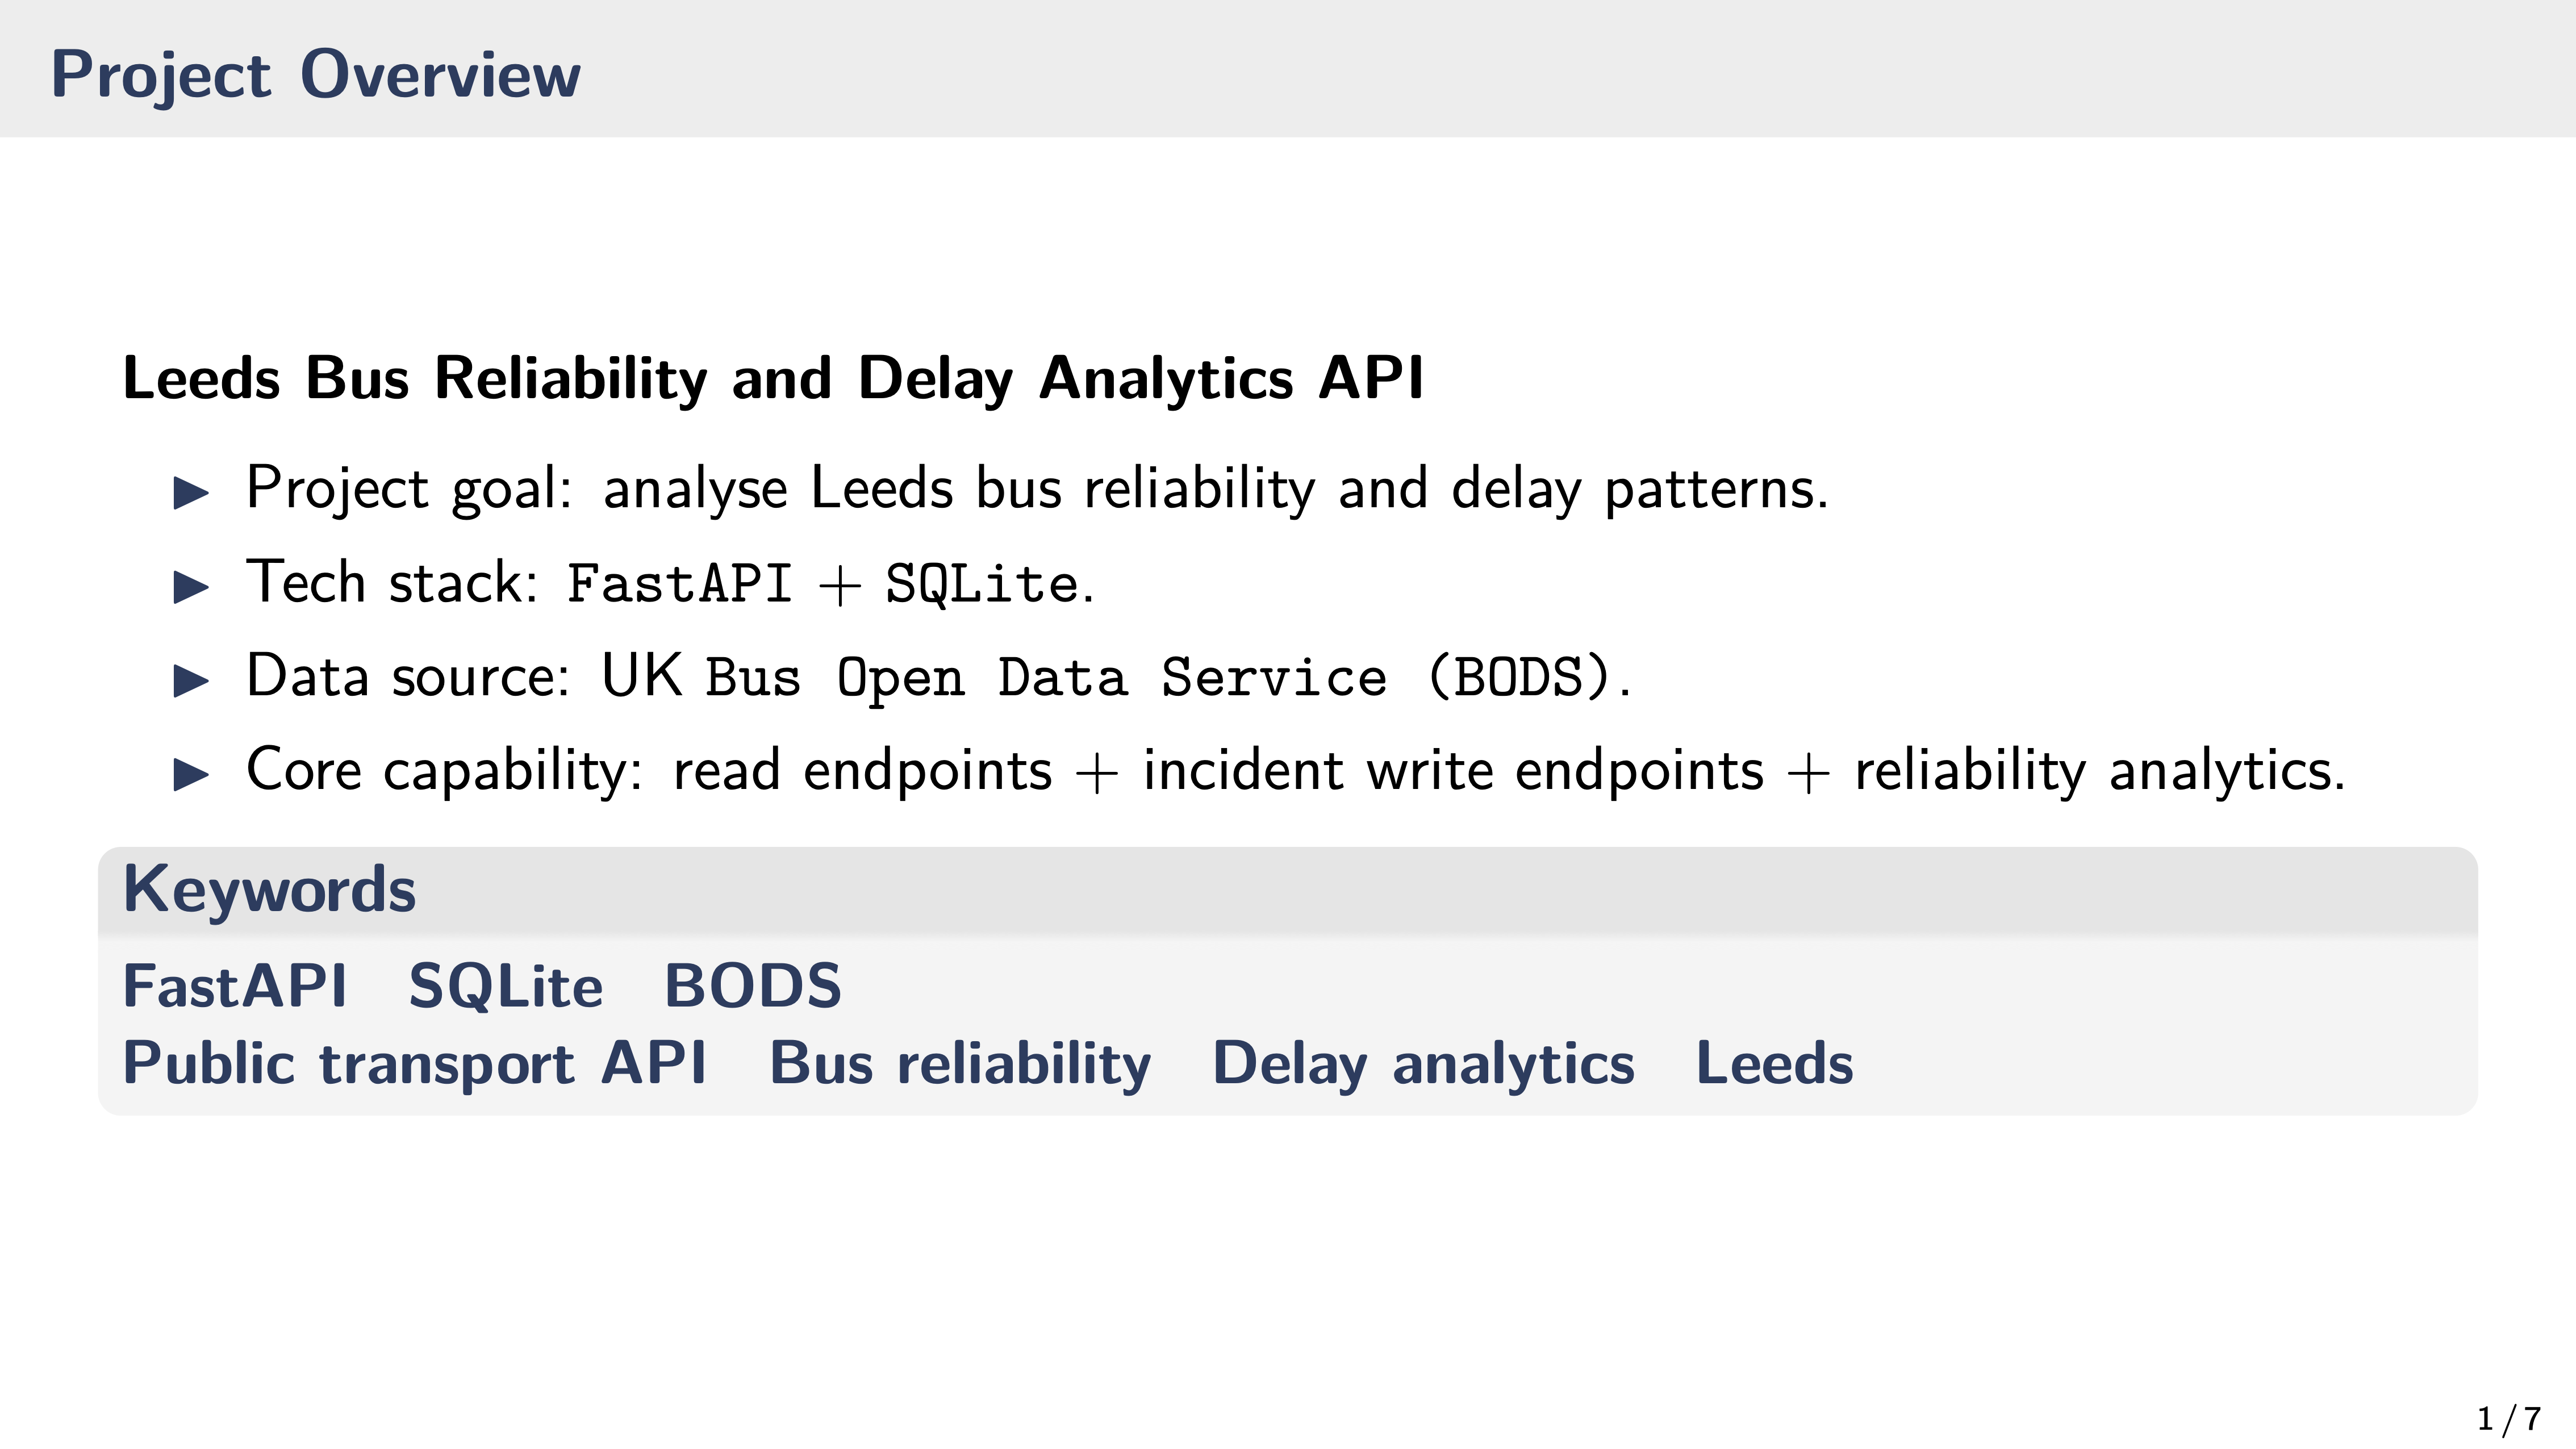 Project Overview
Leeds Bus Reliability and Delay Analytics API
▶ Project goal: analyse Leeds bus reliability and delay patterns.
▶ Tech stack: FastAPI + SQLite.
▶ Data source: UK Bus Open Data Service (BODS).
▶ Core capability: read endpoints + incident write endpoints + reliability analytics.
Keywords
FastAPI SQLite BODS
Public transport API Bus reliability Delay analytics Leeds
1 / 7